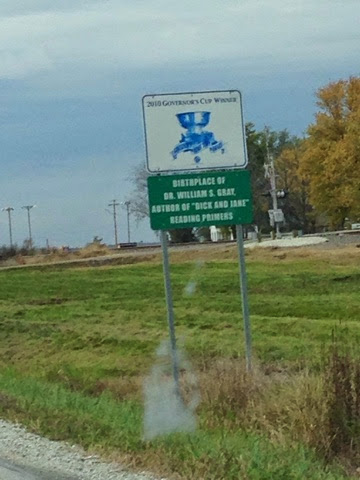 2010 GOVERNOR'S CUP WINNER
BIRTHPLACE OF
DR. WILLIAM S. GRAY,
AUTHOR OF "DICK AND JANE"
READING PRIMERS